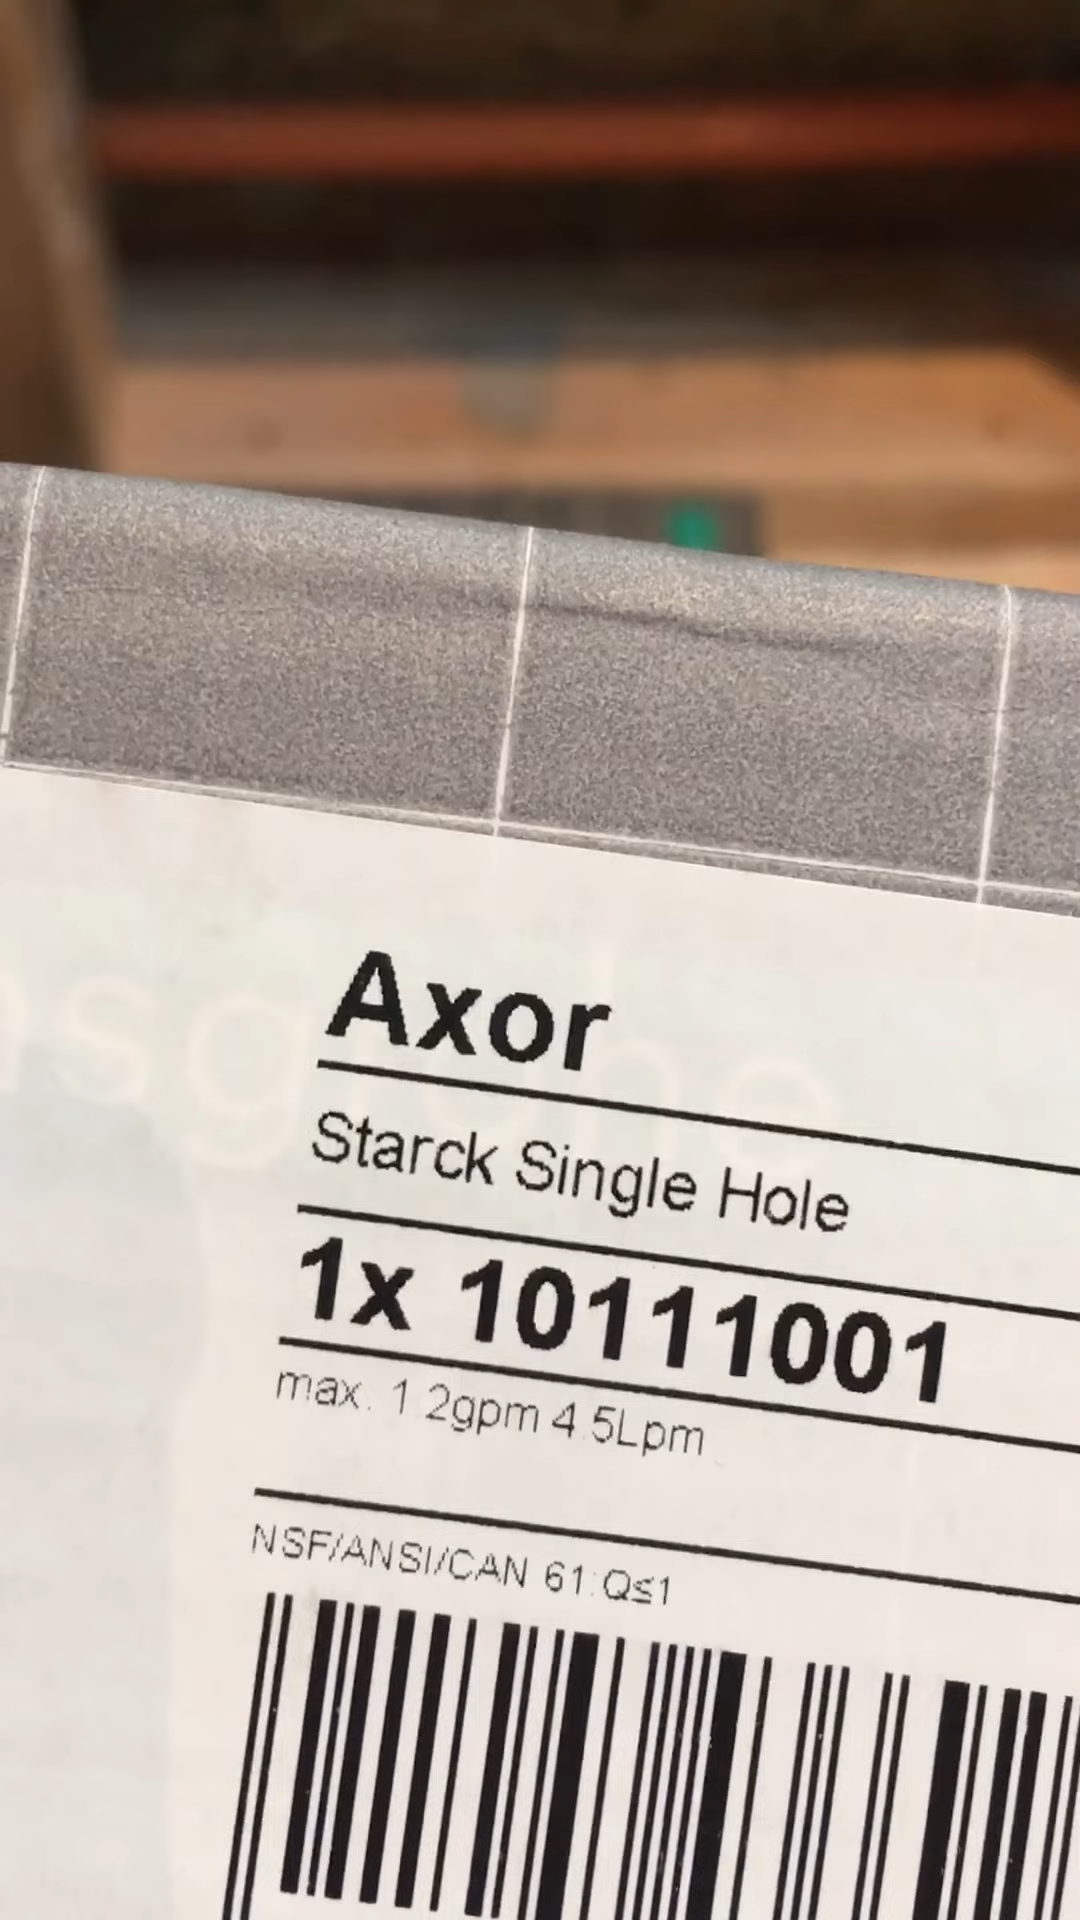 Axor
Starck Single Hole
1x 10111001
max. 1.2gpm 4.5Lpm
NSF/ANSI/CAN 61:Q≤1